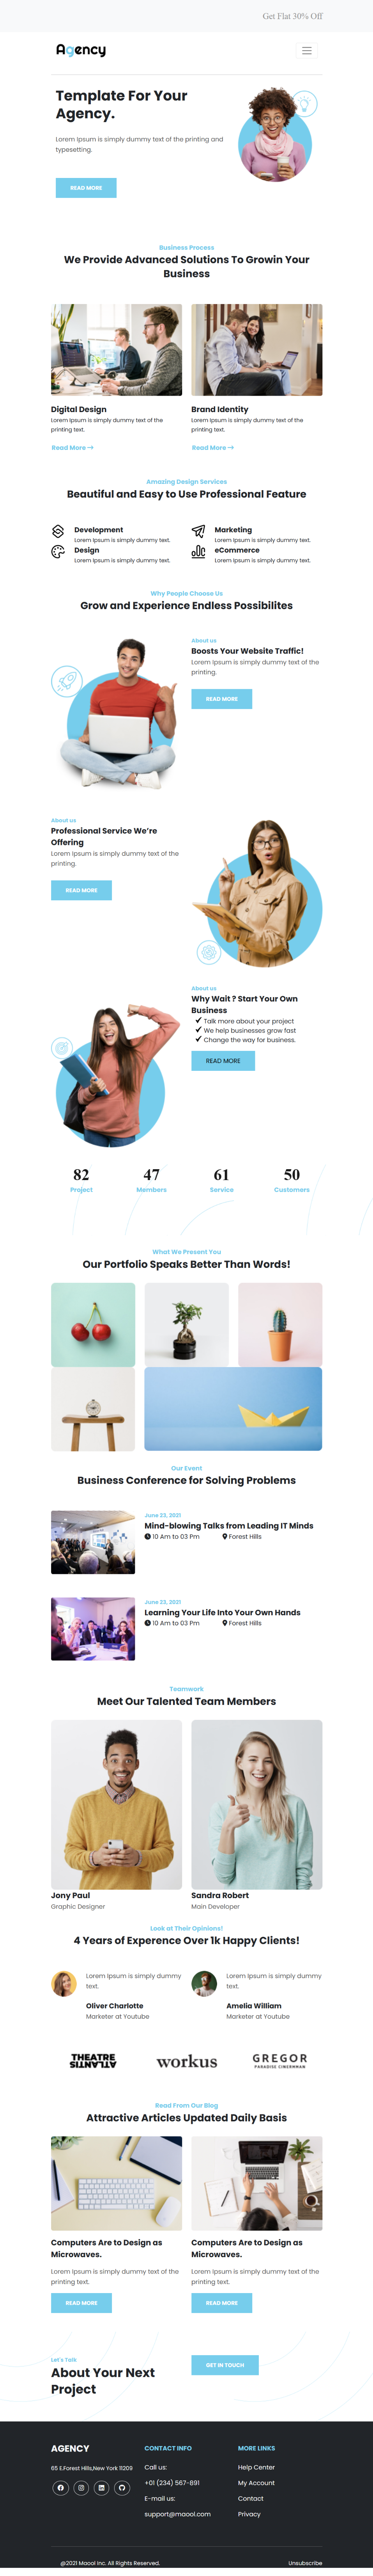 Get Flat 30% Off
Agency
Template For Your
Agency.
Lorem Ipsum is simply dummy text of the printing and
typesetting.
READ MORE
Business Process
We Provide Advanced Solutions To Growin Your
Business
Digital Design
Lorem Ipsum is simply dummy text of the
printing text.
Read More
Brand Identity
Lorem Ipsum is simply dummy text of the
printing text.
Read More
Amazing Design Services
Beautiful and Easy to Use Professional Feature
Development
Lorem Ipsum is simply dummy text.
Design
Lorem Ipsum is simply dummy text.
Marketing
Lorem Ipsum is simply dummy text.
eCommerce
Lorem Ipsum is simply dummy text.
Why People Choose Us
Grow and Experience Endless Possibilites
About us
Boosts Your Website Traffic!
Lorem Ipsum is simply dummy text of the
printing.
READ MORE
About us
Professional Service We're
Offering
Lorem Ipsum is simply dummy text of the
printing.
READ MORE
About us
Why Wait ? Start Your Own
Business
Talk more about your project
We help businesses grow fast
Change the way for business.
READ MORE
82
Project
47
Members
61
Service
50
Customers
What We Present You
Our Portfolio Speaks Better Than Words!
Our Event
Business Conference for Solving Problems
June 23, 2021
Mind-blowing Talks from Leading IT Minds
10 Am to 03 Pm Forest Hills
June 23, 2021
Learning Your Life Into Your Own Hands
10 Am to 03 Pm Forest Hills
Teamwork
Meet Our Talented Team Members
Jony Paul
Graphic Designer
Sandra Robert
Main Developer
Look at Their Opinions!
4 Years of Experence Over 1k Happy Clients!
Lorem Ipsum is simply dummy
text.
Oliver Charlotte
Marketer at Youtube
Lorem Ipsum is simply dummy
text.
Amelia William
Marketer at Youtube
THEATRE
ATLANTIS
workus
GREGOR
PARADISE CINERMMAN
Read From Our Blog
Attractive Articles Updated Daily Basis
Computers Are to Design as
Microwaves.
Lorem Ipsum is simply dummy text of the
printing text.
READ MORE
Computers Are to Design as
Microwaves.
Lorem Ipsum is simply dummy text of the
printing text.
READ MORE
Let's Talk
About Your Next
Project
GET IN TOUCH
AGENCY
65 E.Forest Hills,New York 11209
CONTACT INFO
Call us:
+01 (234) 567-891
E-mail us:
support@maool.com
MORE LINKS
Help Center
My Account
Contact
Privacy
@2021 Maool Inc. All Rights Reserved.
Unsubscribe